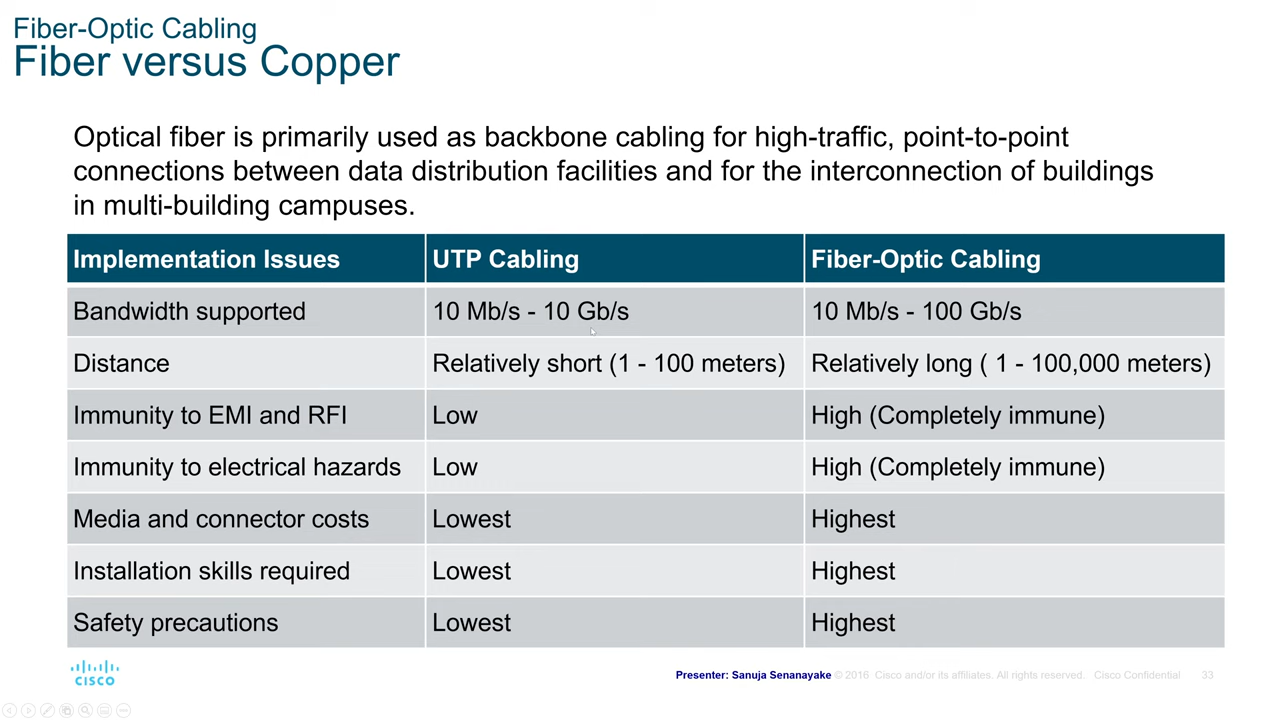 Fiber-Optic Cabling
Fiber versus Copper
Optical fiber is primarily used as backbone cabling for high-traffic, point-to-point
connections between data distribution facilities and for the interconnection of buildings
in multi-building campuses.
Implementation Issues UTP Cabling Fiber-Optic Cabling
Bandwidth supported 10 Mb/s - 10 Gb/s 10 Mb/s - 100 Gb/s
Distance Relatively short (1 - 100 meters) Relatively long ( 1 - 100,000 meters)
Immunity to EMI and RFI Low High (Completely immune)
Immunity to electrical hazards Low High (Completely immune)
Media and connector costs Lowest Highest
Installation skills required Lowest Highest
Safety precautions Lowest Highest
CISCO
Presenter: Sanuja Senanayake © 2016 Cisco and/or its affiliates. All rights reserved. Cisco Confidential 33